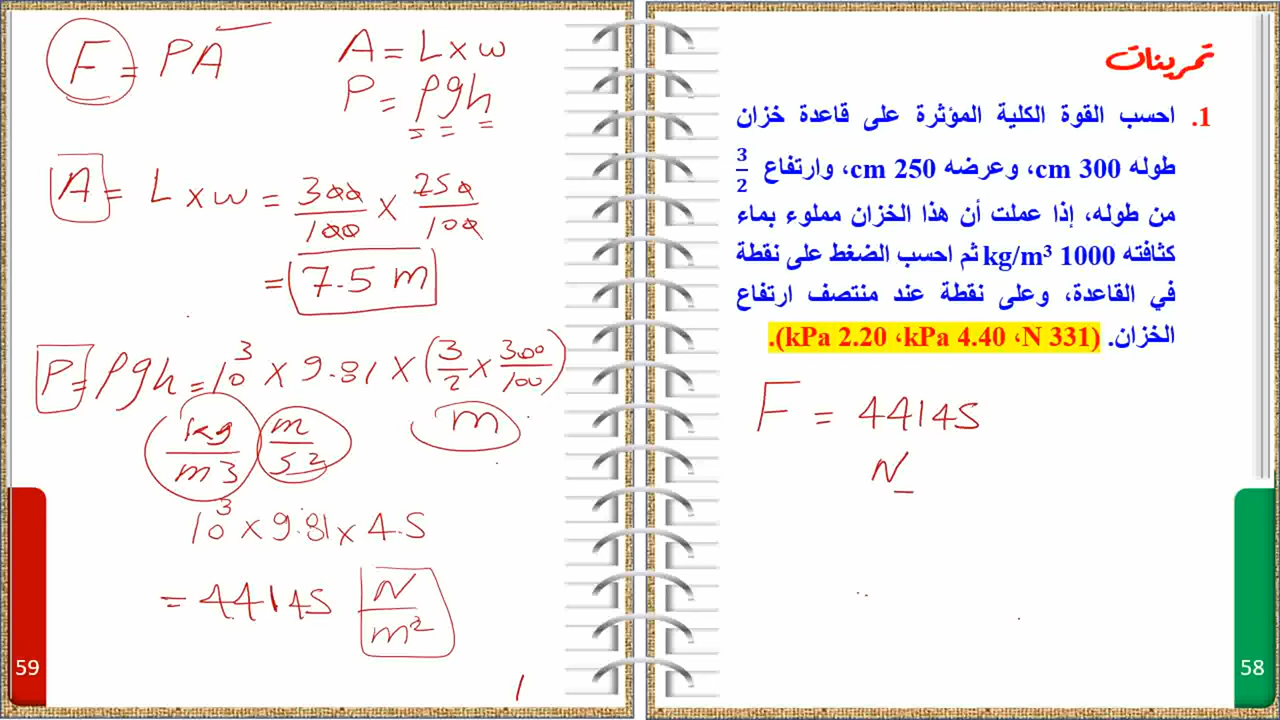 تمرينات
1. احسب القوة الكلية المؤثرة على قاعدة خزان
طوله 300 cm، وعرضه 250 cm، وارتفاع 3/2
من طوله، إذا عملت أن هذا الخزان مملوء بماء
كثافته 1000 kg/m³ ثم احسب الضغط على نقطة
في القاعدة، وعلى نقطة عند منتصف ارتفاع
الخزان. (331 N، 4.40 kPa، 2.20 kPa).
F = 44145
N
58
F = PA
A = L x w
P = ρgh
A = L x w = 300/100 x 250/100
= 7.5 m
P = ρgh = 10³ x 9.81 x (3/2 x 300/100)
kg/m3 m/s2 m
10³ x 9.81 x 4.5
= 44145 N/m²
59